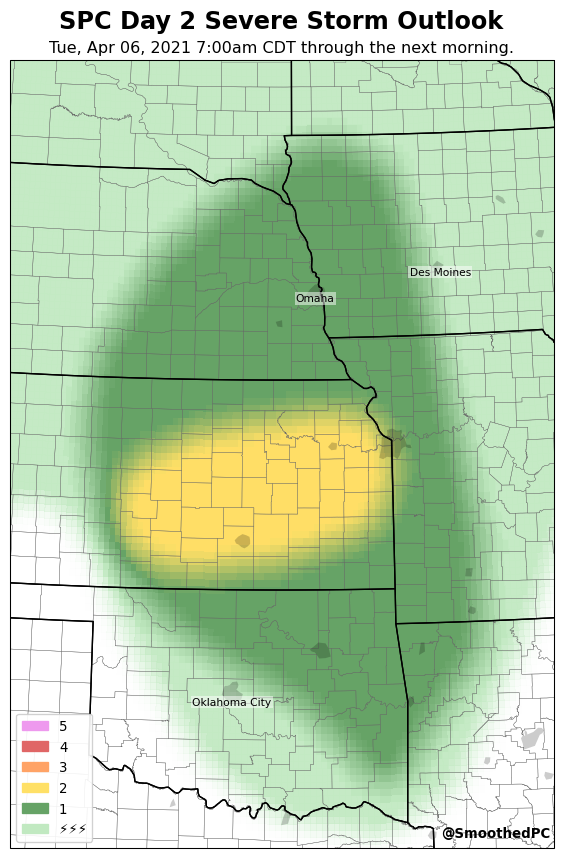 SPC Day 2 Severe Storm Outlook
Tue, Apr 06, 2021 7:00am CDT through the next morning.
Des Moines
Omaha
Oklahoma City
5
4
3
2
1
⚡⚡⚡
@SmoothedPC